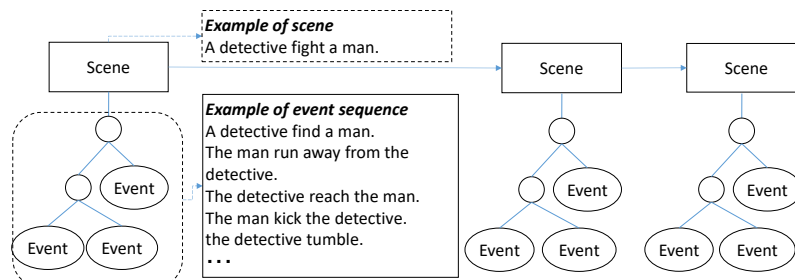 Example of scene
A detective fight a man.
Scene
Scene
Scene
Example of event sequence
A detective find a man.
The man run away from the
detective.
The detective reach the man.
The man kick the detective.
the detective tumble.
...
Event
Event
Event
Event
Event
Event
Event
Event
Event